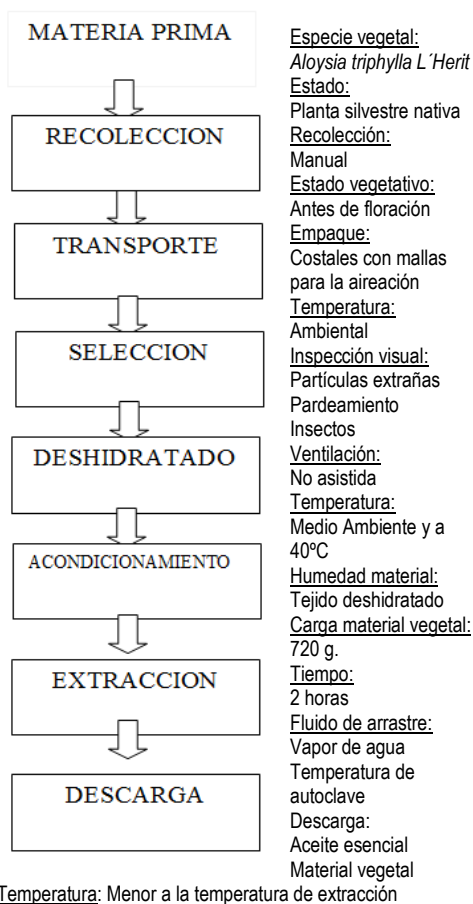 MATERIA PRIMA
RECOLECCION
TRANSPORTE
SELECCION
DESHIDRATADO
ACONDICIONAMIENTO
EXTRACCION
DESCARGA
Especie vegetal:
Aloysia triphylla L´Herit
Estado:
Planta silvestre nativa
Recolección:
Manual
Estado vegetativo:
Antes de floración
Empaque:
Costales con mallas
para la aireación
Temperatura:
Ambiental
Inspección visual:
Partículas extrañas
Pardeamiento
Insectos
Ventilación:
No asistida
Temperatura:
Medio Ambiente y a
40ºC
Humedad material:
Tejido deshidratado
Carga material vegetal:
720 g.
Tiempo:
2 horas
Fluido de arrastre:
Vapor de agua
Temperatura de
autoclave
Descarga:
Aceite esencial
Material vegetal
Temperatura: Menor a la temperatura de extracción